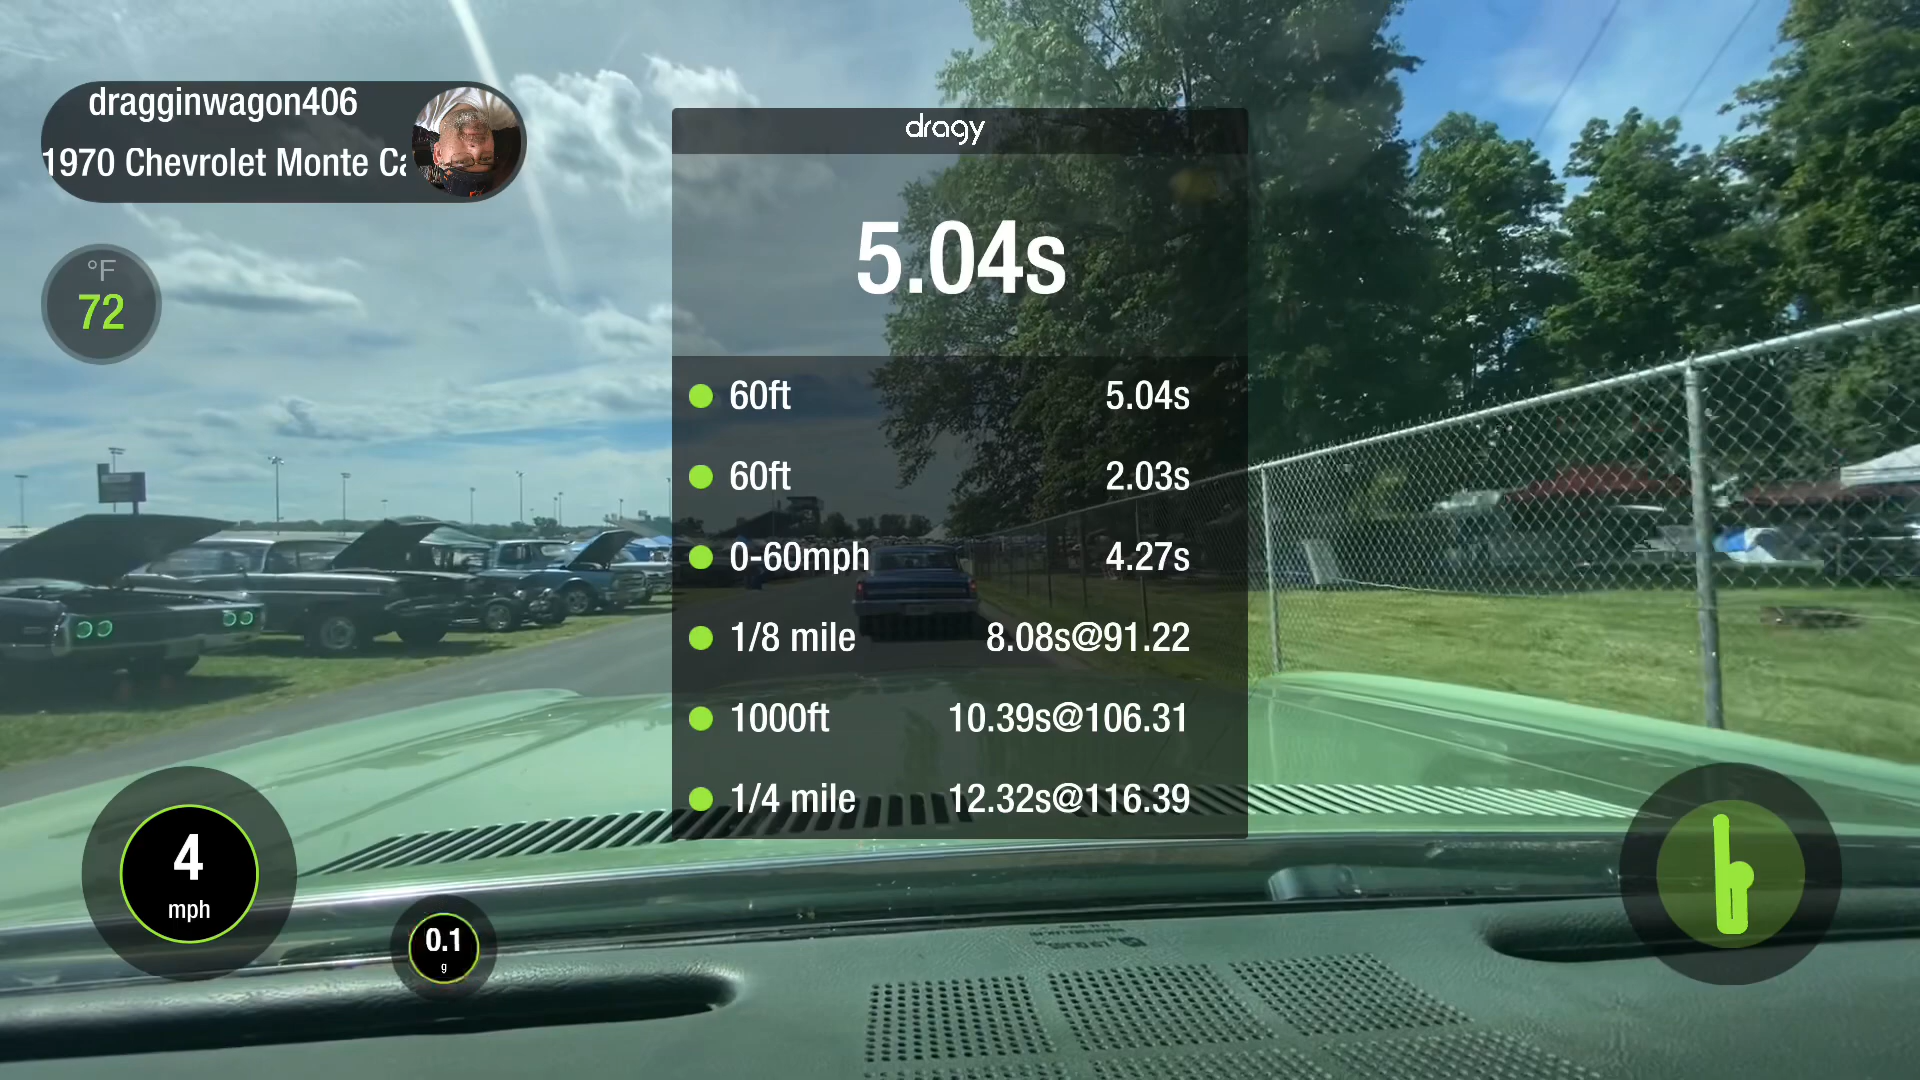 dragginwagon406
1970 Chevrolet Monte Ca
°F
72
dragy
5.04s
60ft 5.04s
60ft 2.03s
0-60mph 4.27s
1/8 mile 8.08s@91.22
1000ft 10.39s@106.31
1/4 mile 12.32s@116.39
4
mph
0.1
g